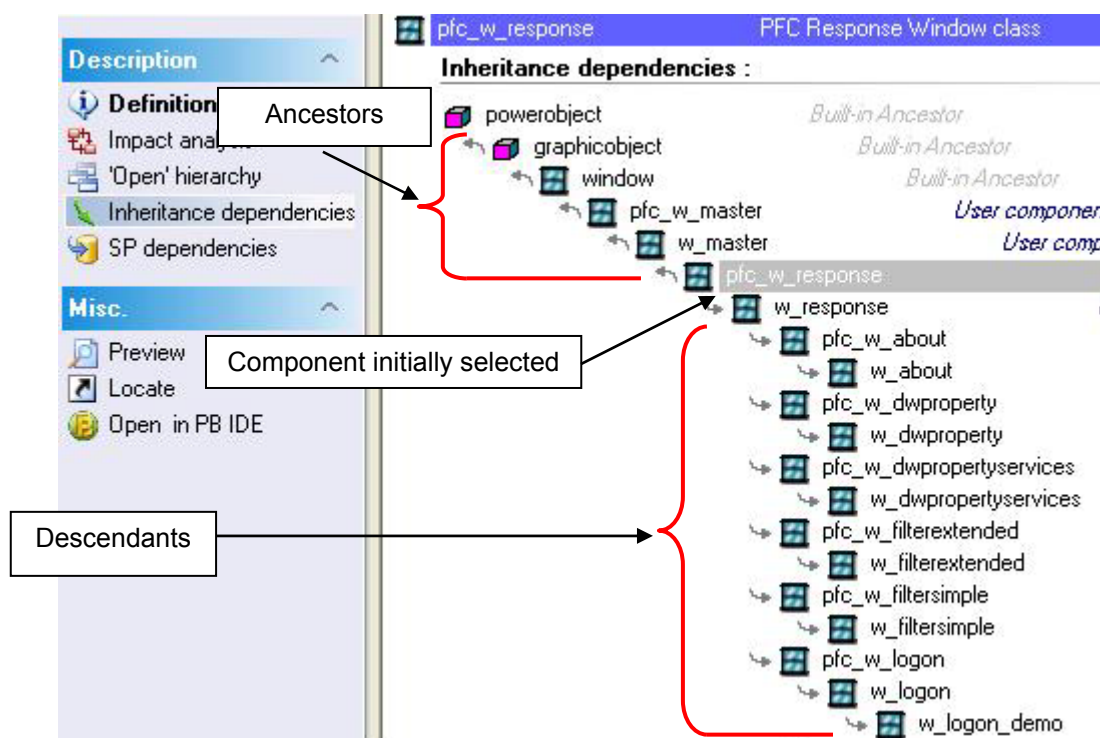 pfc_w_response PFC Response Window class
Description
Inheritance dependencies :
Definition
Ancestors
powerobject Built-in Ancestor
Impact
graphicobject Built-in Ancestor
'Open' hierarchy
window Built-in Ancestor
Inheritance dependencies
pfc_w_master User
SP dependencies
w_master User
pfc_w_response
Misc.
w_response
Preview
pfc_w_about
Component initially selected
w_about
Locate
pfc_w_dwproperty
Open in PB IDE
w_dwproperty
pfc_w_dwpropertyservices
w_dwpropertyservices
Descendants
pfc_w_filterextended
w_filterextended
pfc_w_filtersimple
w_filtersimple
pfc_w_logon
w_logon
w_logon_demo